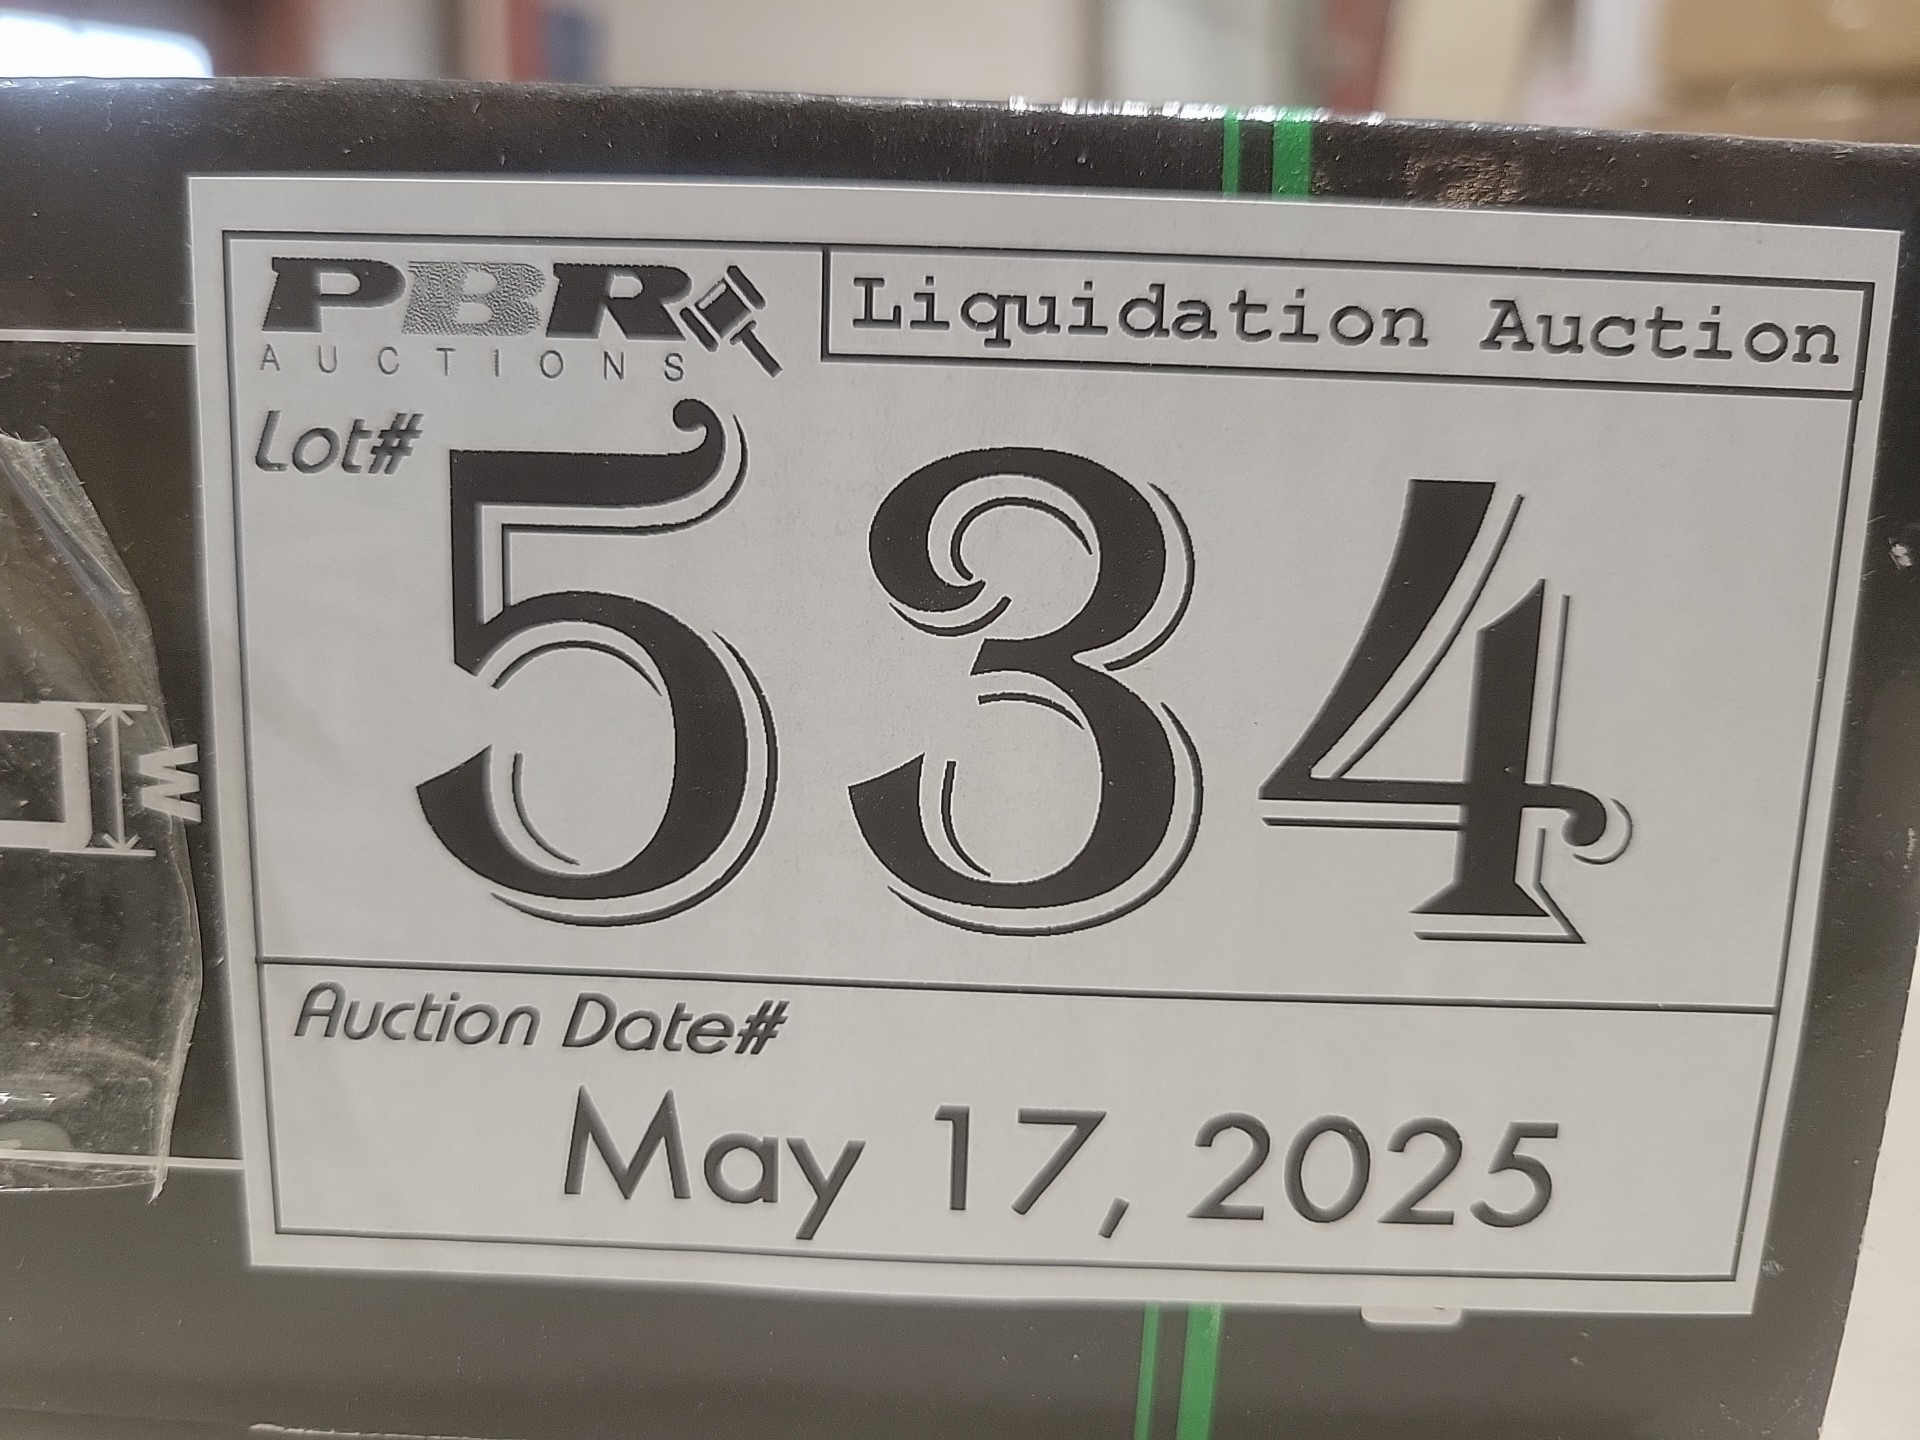 PBR
AUCTIONS
Liquidation Auction
Lot#
534
W
Auction Date#
May 17, 2025